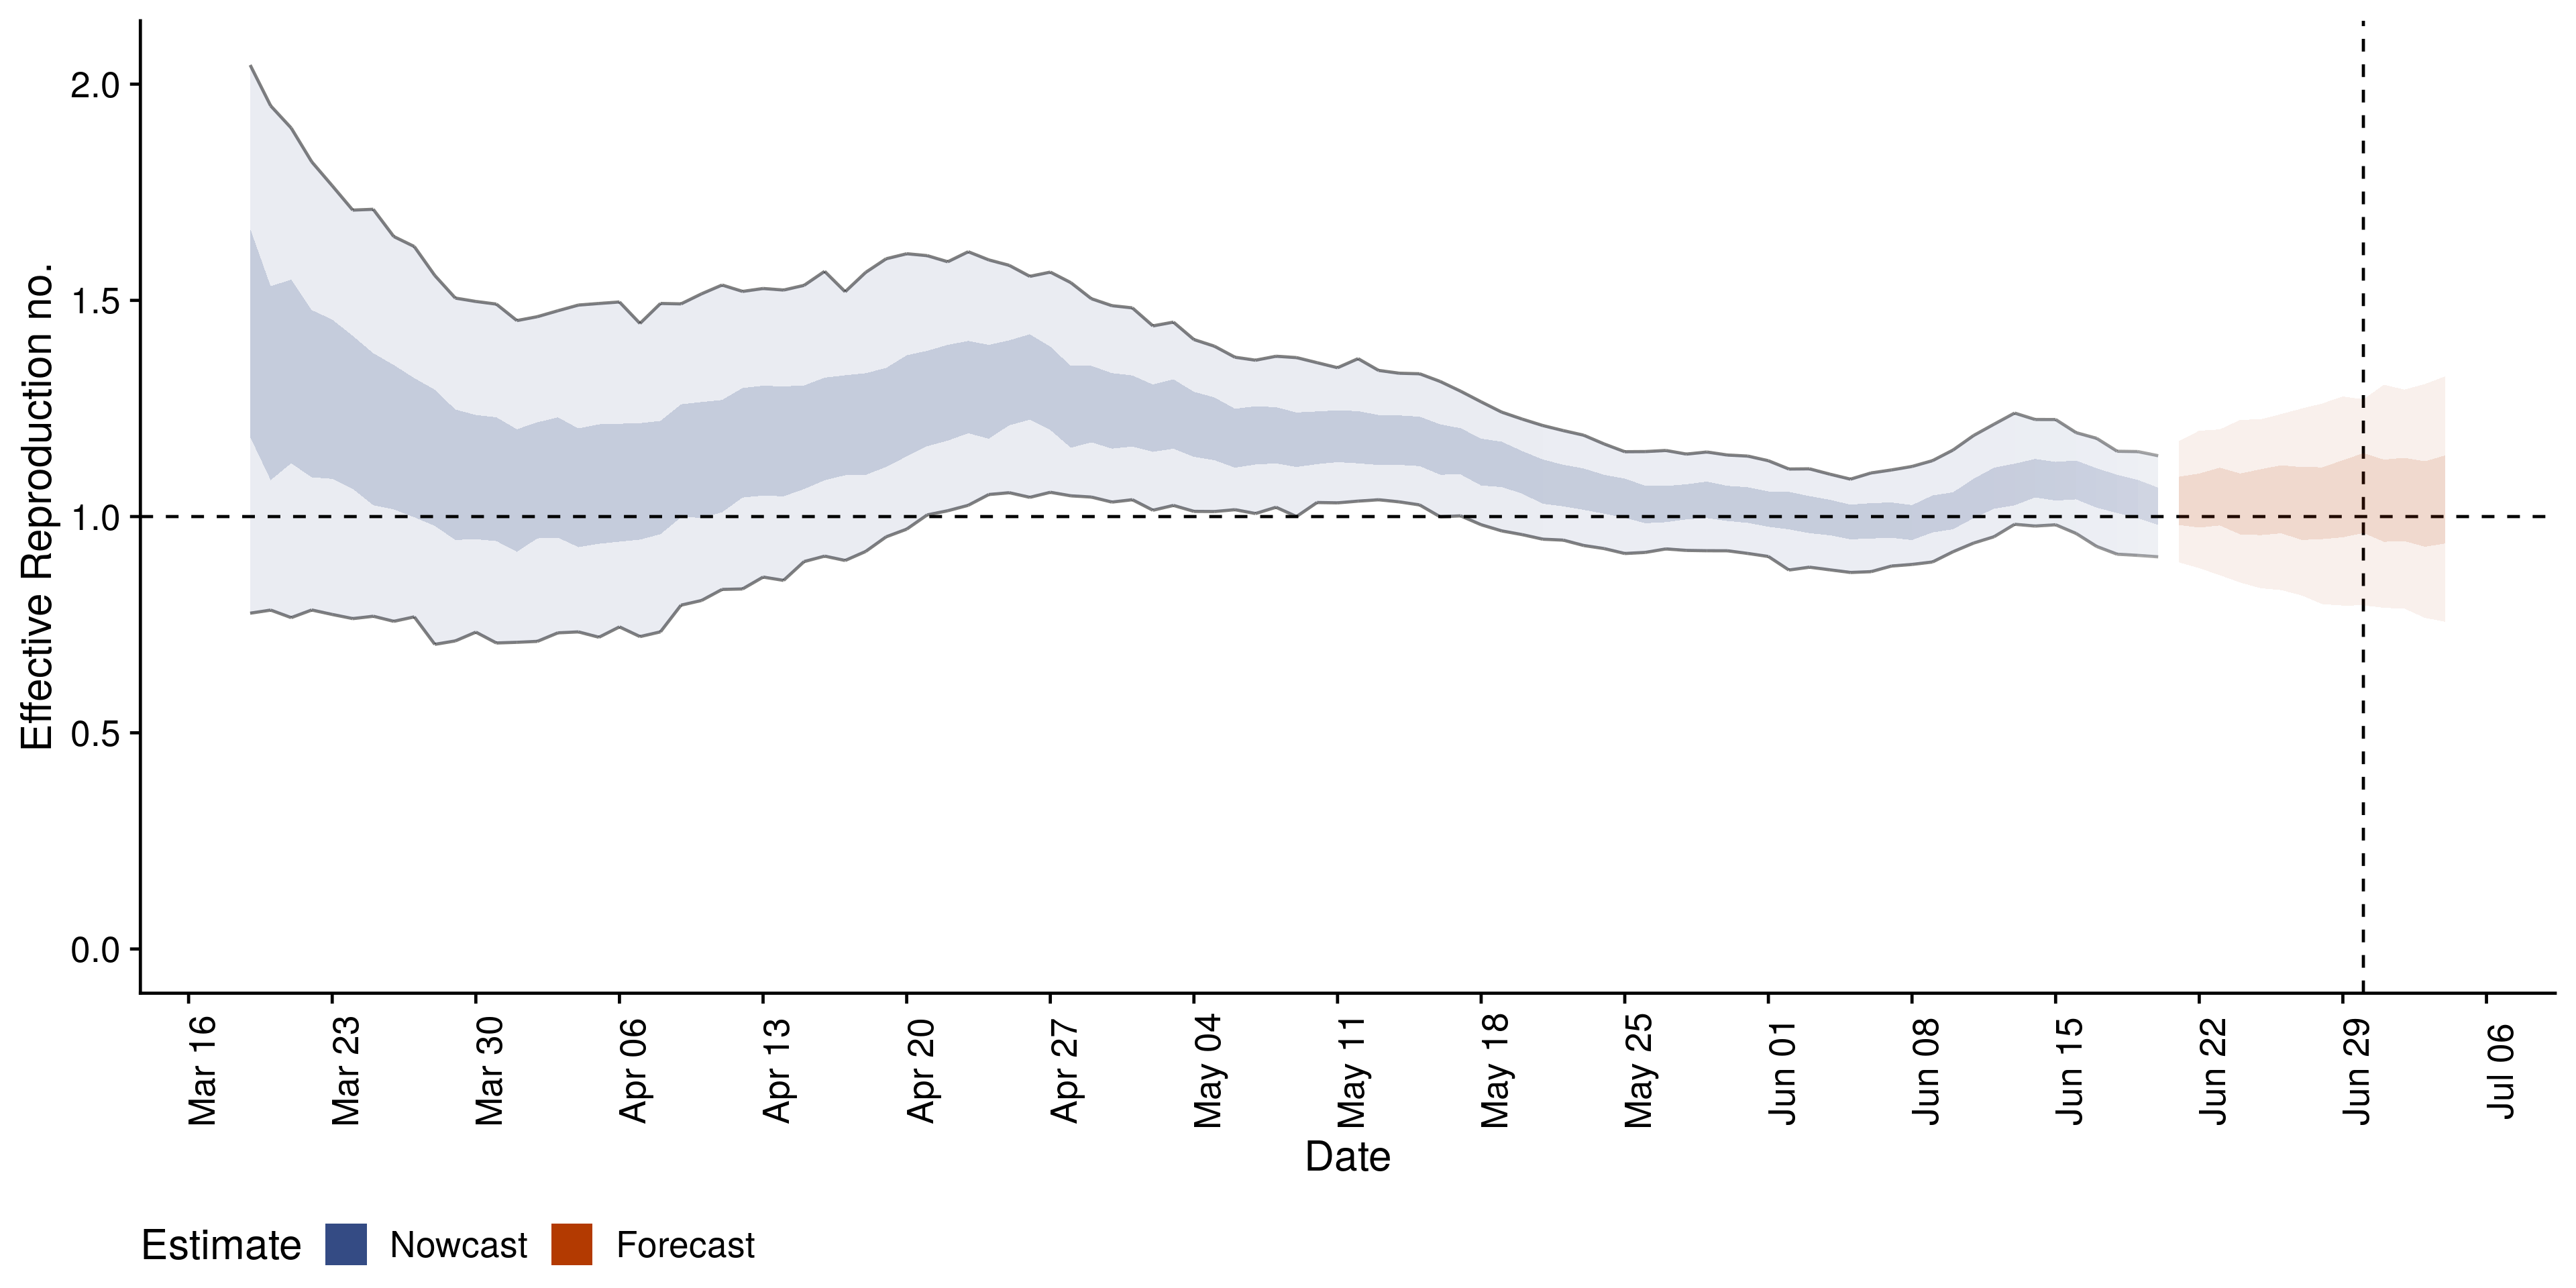 Effective Reproduction no.
2.0
1.5
1.0
0.5
0.0
Mar 16
Mar 23
Mar 30
Apr 06
Apr 13
Apr 20
Apr 27
May 04
May 11
May 18
May 25
Jun 01
Jun 08
Jun 15
Jun 22
Jun 29
Jul 06
Date
Estimate Nowcast Forecast